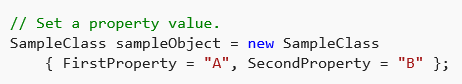 // Set a property value.
SampleClass sampleObject = new SampleClass
    { FirstProperty = "A", SecondProperty = "B" };